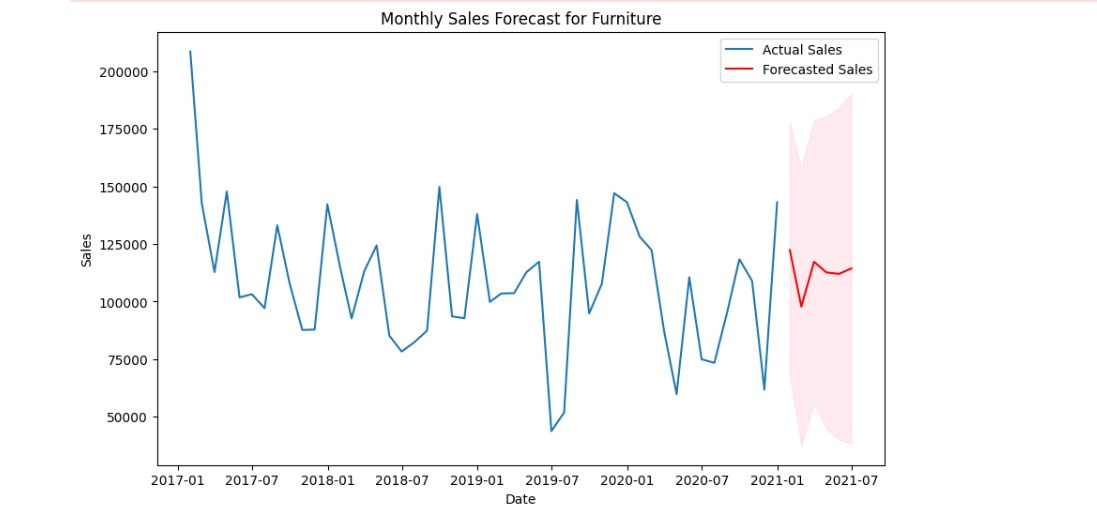 Monthly Sales Forecast for Furniture
Actual Sales
Forecasted Sales
200000
175000
150000
125000
100000
75000
50000
Sales
2017-01 2017-07 2018-01 2018-07 2019-01 2019-07 2020-01 2020-07 2021-01 2021-07
Date